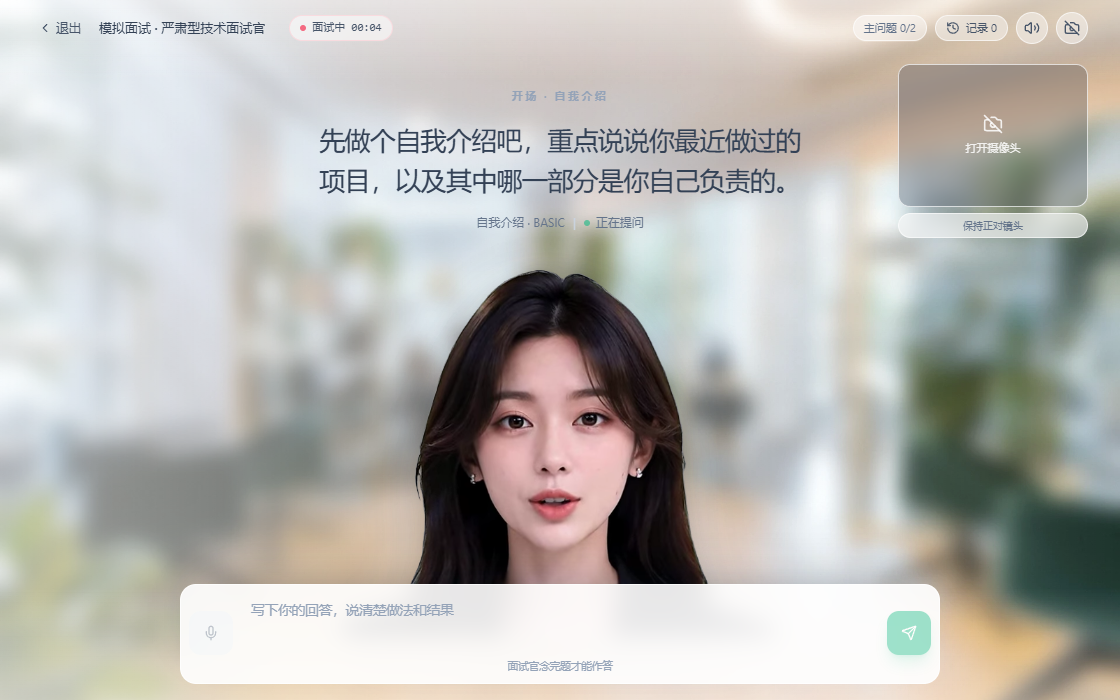 退出
模拟面试 · 严肃型技术面试官
面试中 00:04
主问题 0/2
记录 0
打开摄像头
保持正对镜头
开场 · 自我介绍
先做个自我介绍吧，重点说说你最近做过的
项目，以及其中哪一部分是你自己负责的。
自我介绍 · BASIC
正在提问
写下你的回答，说清楚做法和结果
面试官念完题才能作答